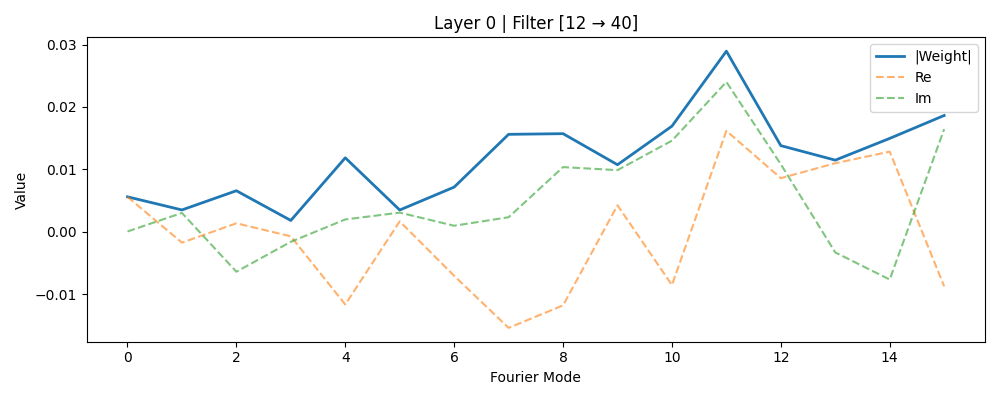 Layer 0 | Filter [12 → 40]
0.03
0.02
0.01
0.00
−0.01
Value
|Weight|
Re
Im
0 2 4 6 8 10 12 14
Fourier Mode